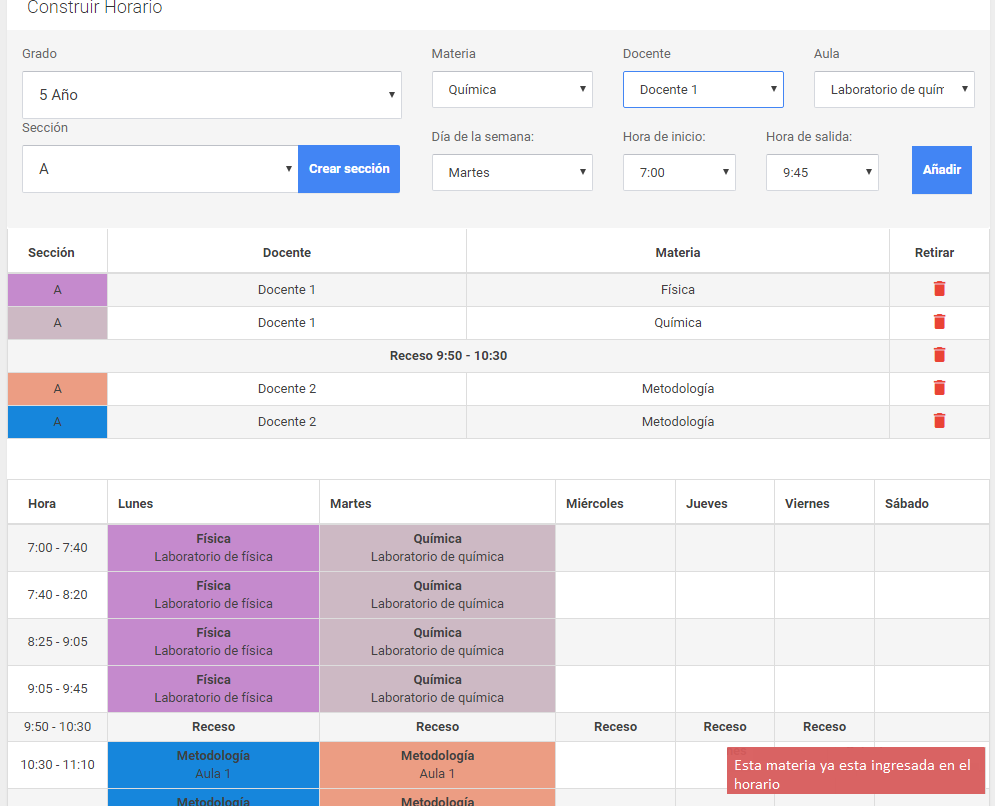 Construir Horario
Grado
5 Año
Sección
A
Crear sección
Materia
Química
Docente
Docente 1
Aula
Laboratorio de quím
Día de la semana:
Martes
Hora de inicio:
7:00
Hora de salida:
9:45
Añadir
Sección Docente Materia Retirar
A Docente 1 Física
A Docente 1 Química
Receso 9:50 - 10:30
A Docente 2 Metodología
A Docente 2 Metodología
Hora Lunes Martes Miércoles Jueves Viernes Sábado
7:00 - 7:40
Física
Laboratorio de física
Química
Laboratorio de química
7:40 - 8:20
Física
Laboratorio de física
Química
Laboratorio de química
8:25 - 9:05
Física
Laboratorio de física
Química
Laboratorio de química
9:05 - 9:45
Física
Laboratorio de física
Química
Laboratorio de química
9:50 - 10:30 Receso Receso Receso Receso Receso
10:30 - 11:10
Metodología
Aula 1
Metodología
Aula 1
Metodología Metodología
Esta materia ya esta ingresada en el
horario